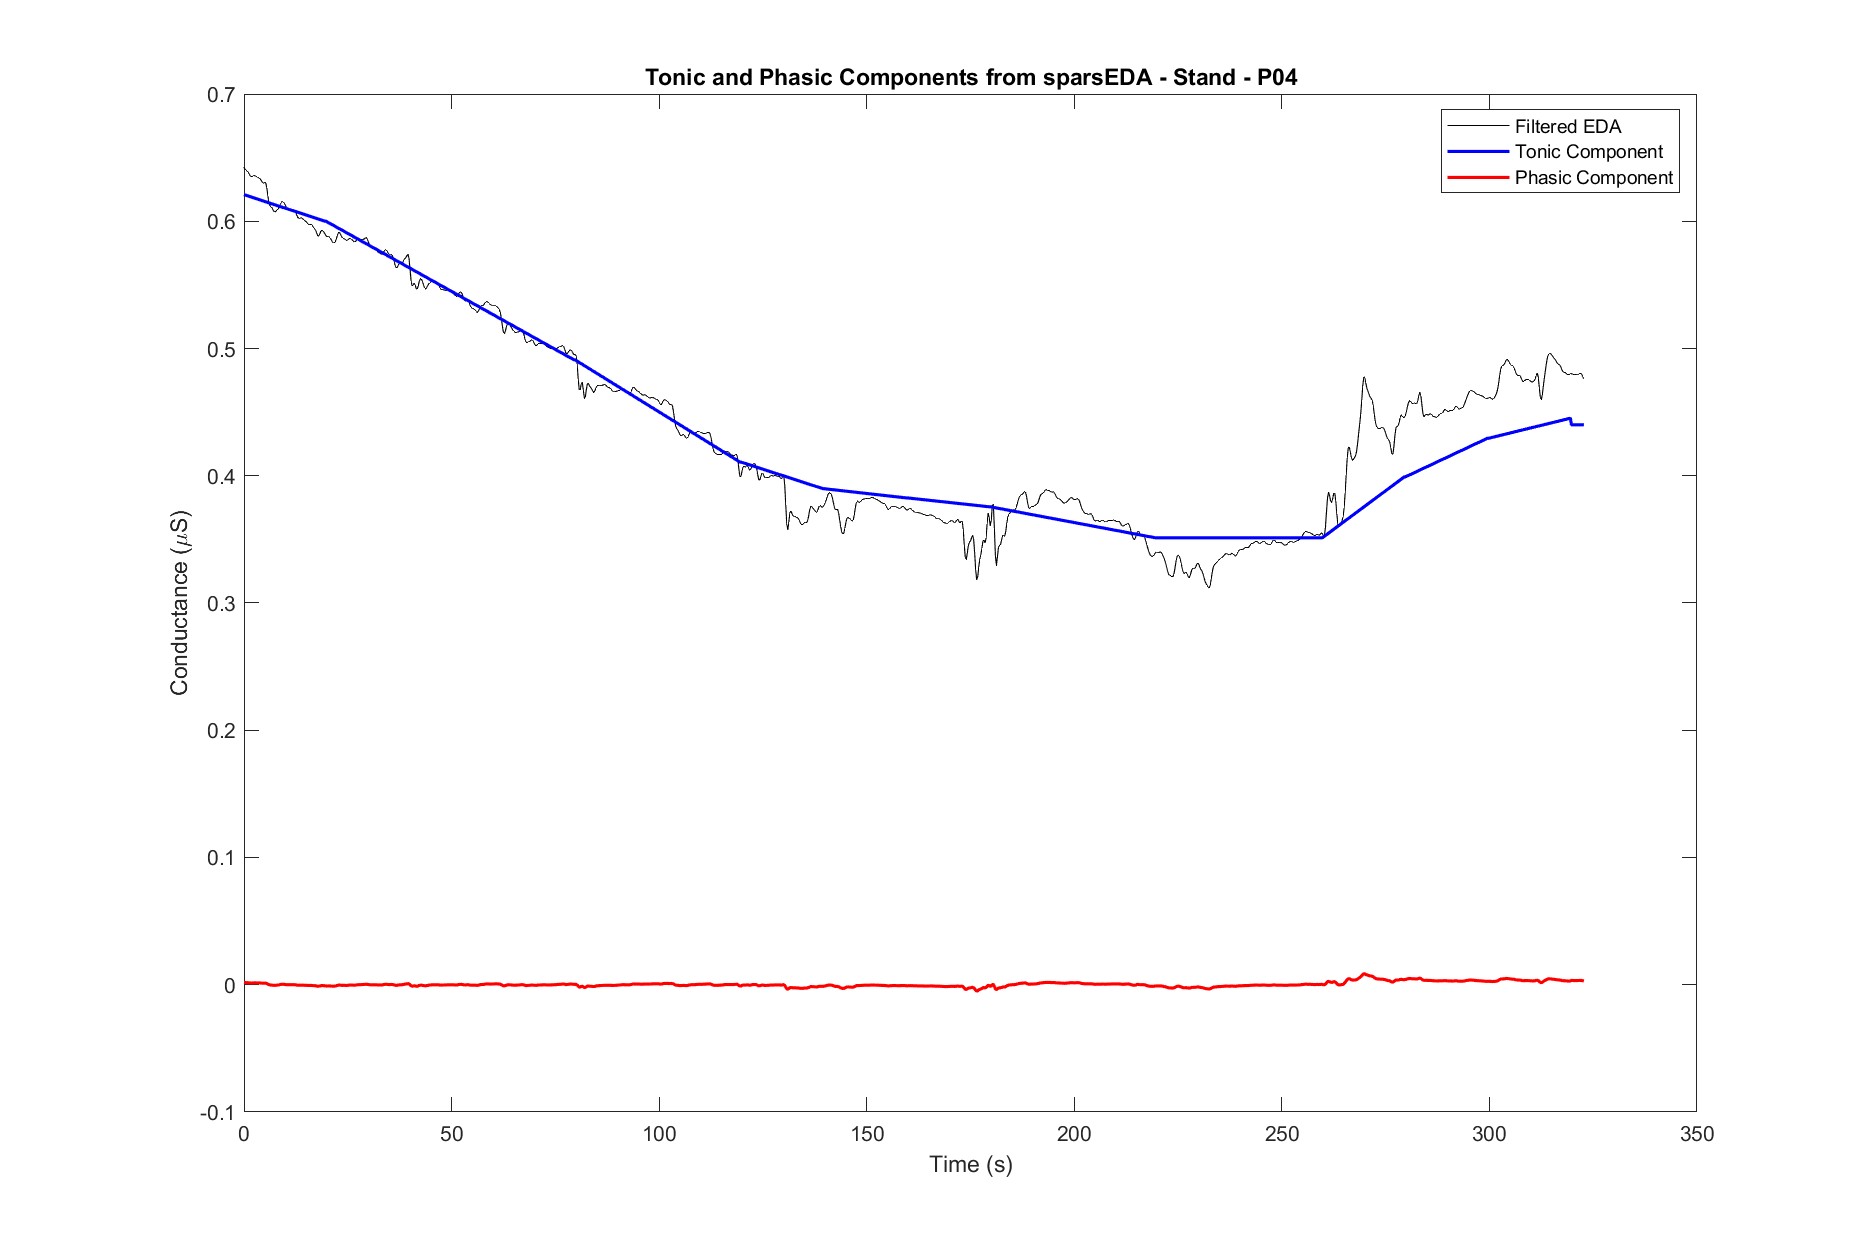 Tonic and Phasic Components from sparsEDA - Stand - P04
0.7
0.6
0.5
0.4
0.3
0.2
0.1
0
-0.1
Conductance (μS)
Filtered EDA
Tonic Component
Phasic Component
0 50 100 150 200 250 300 350
Time (s)